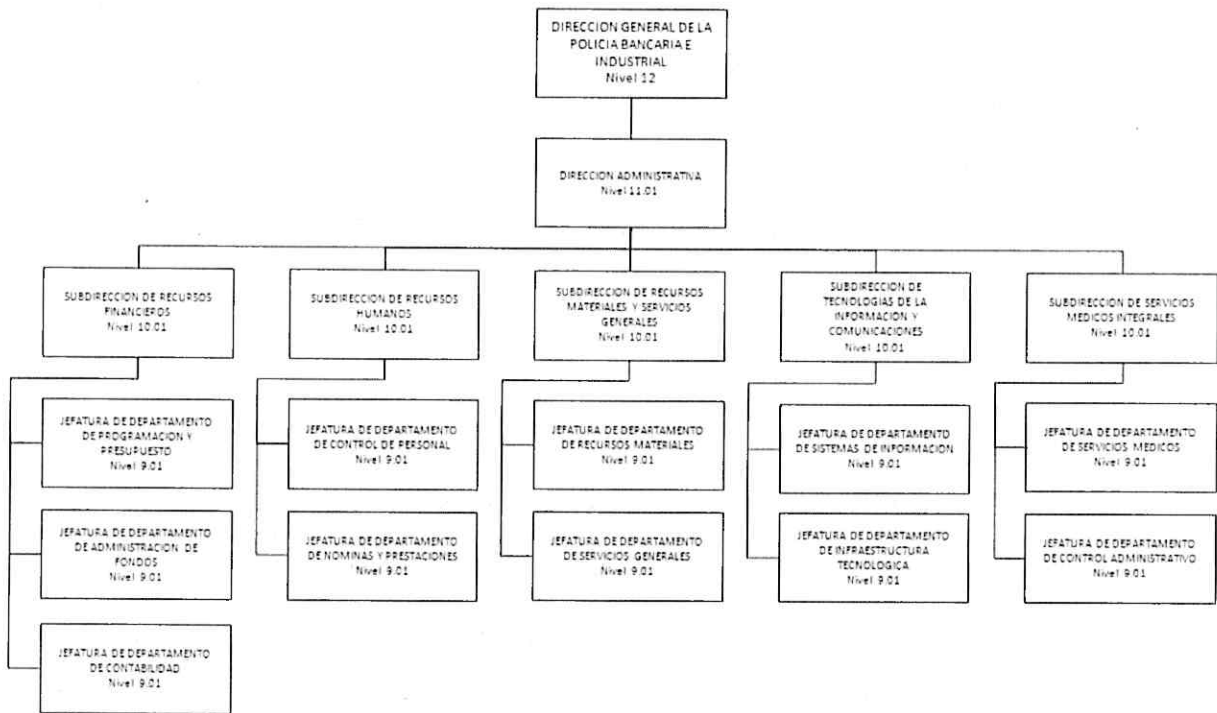 DIRECCION GENERAL DE LA
POLICIA BANCARIA E
INDUSTRIAL
Nivel 12
DIRECCION ADMINISTRATIVA
Nivel 11.01
SUBDIRECCION DE RECURSOS
FINANCIEROS
Nivel 10.01
SUBDIRECCION DE RECURSOS
HUMANOS
Nivel 10.01
SUBDIRECCION DE RECURSOS
MATERIALES Y SERVICIOS
GENERALES
Nivel 10.01
SUBDIRECCION DE
TECNOLOGIAS DE LA
INFORMACION Y
COMUNICACIONES
Nivel 10.01
SUBDIRECCION DE SERVICIOS
MEDICOS INTEGRALES
Nivel 10.01
JEFATURA DE DEPARTAMENTO
DE PROGRAMACION Y
PRESUPUESTO
Nivel 9.01
JEFATURA DE DEPARTAMENTO
DE CONTROL DE PERSONAL
Nivel 9.01
JEFATURA DE DEPARTAMENTO
DE RECURSOS MATERIALES
Nivel 9.01
JEFATURA DE DEPARTAMENTO
DE SISTEMAS DE INFORMACION
Nivel 9.01
JEFATURA DE DEPARTAMENTO
DE SERVICIOS MEDICOS
Nivel 9.01
JEFATURA DE DEPARTAMENTO
DE ADMINISTRACION DE
FONDOS
Nivel 9.01
JEFATURA DE DEPARTAMENTO
DE NOMINAS Y PRESTACIONES
Nivel 9.01
JEFATURA DE DEPARTAMENTO
DE SERVICIOS GENERALES
Nivel 9.01
JEFATURA DE DEPARTAMENTO
DE INFRAESTRUCTURA
TECNOLOGICA
Nivel 9.01
JEFATURA DE DEPARTAMENTO
DE CONTROL ADMINISTRATIVO
Nivel 9.01
JEFATURA DE DEPARTAMENTO
DE CONTABILIDAD
Nivel 9.01